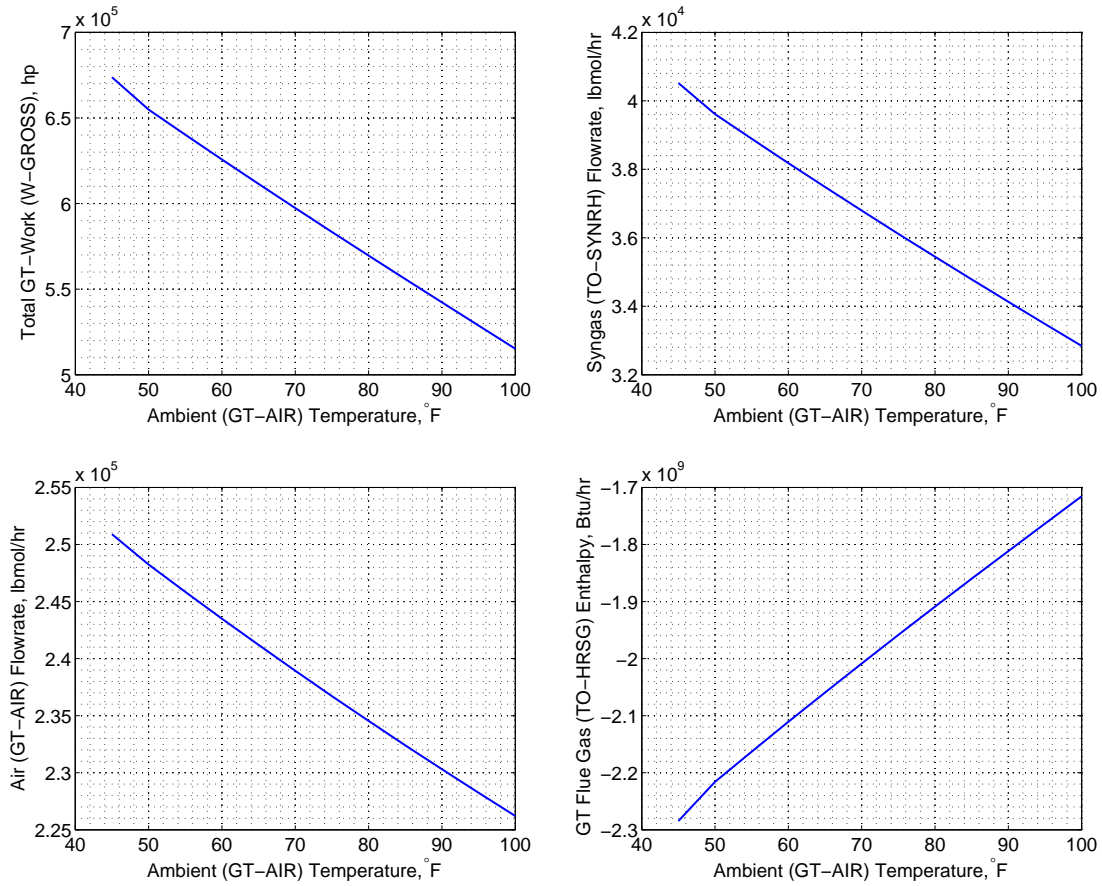 x 10^5
7
6.5
6
5.5
5
40 50 60 70 80 90 100
Total GT−Work (W−GROSS), hp
Ambient (GT−AIR) Temperature, °F
x 10^4
4.2
4
3.8
3.6
3.4
3.2
40 50 60 70 80 90 100
Syngas (TO−SYNRH) Flowrate, lbmol/hr
Ambient (GT−AIR) Temperature, °F
x 10^5
2.55
2.5
2.45
2.4
2.35
2.3
2.25
40 50 60 70 80 90 100
Air (GT−AIR) Flowrate, lbmol/hr
Ambient (GT−AIR) Temperature, °F
x 10^9
−1.7
−1.8
−1.9
−2
−2.1
−2.2
−2.3
40 50 60 70 80 90 100
GT Flue Gas (TO−HRSG) Enthalpy, Btu/hr
Ambient (GT−AIR) Temperature, °F